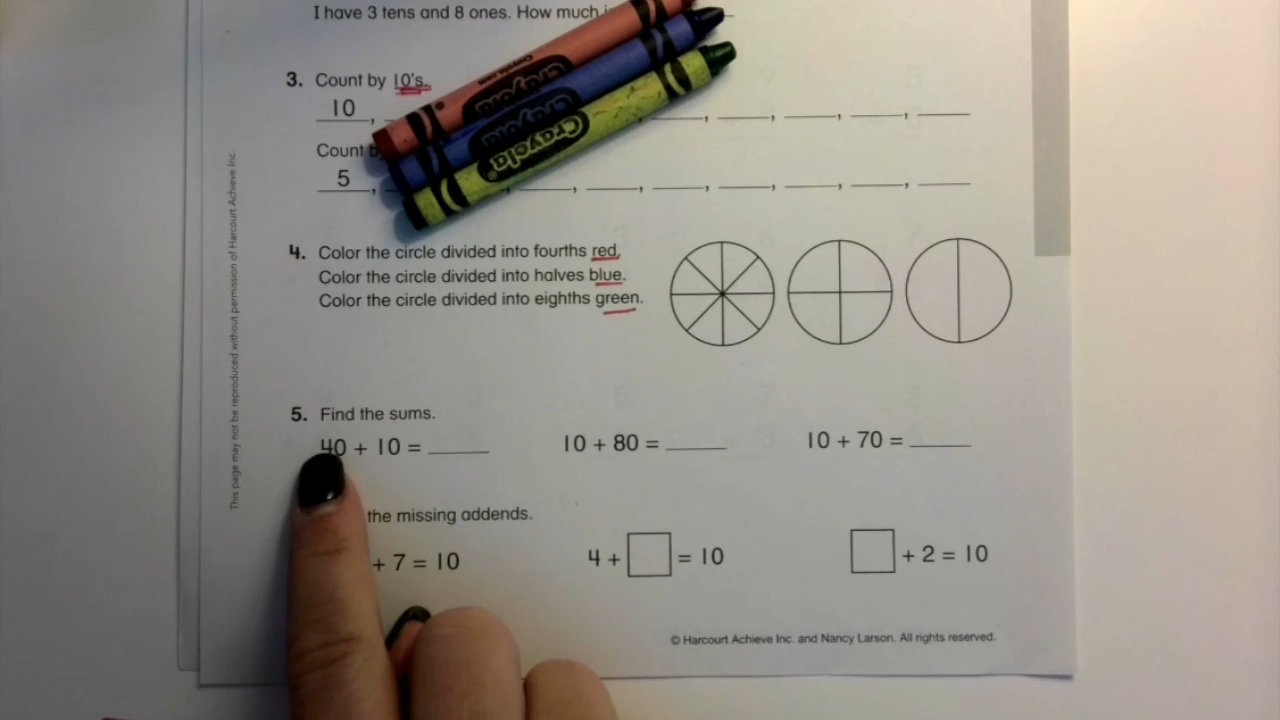 I have 3 tens and 8 ones. How much
3. Count by 10's.
10, , , , ,
Count
5, , , , , , , ,
4. Color the circle divided into fourths red.
Color the circle divided into halves blue.
Color the circle divided into eighths green.
5. Find the sums.
40 + 10 = 10 + 80 = 10 + 70 =
the missing addends.
+ 7 = 10 4 + = 10 + 2 = 10
© Harcourt Achieve Inc. and Nancy Larson. All rights reserved.
This page may not be reproduced without permission of Harcourt Achieve Inc.
Crayola
Crayola
Crayola